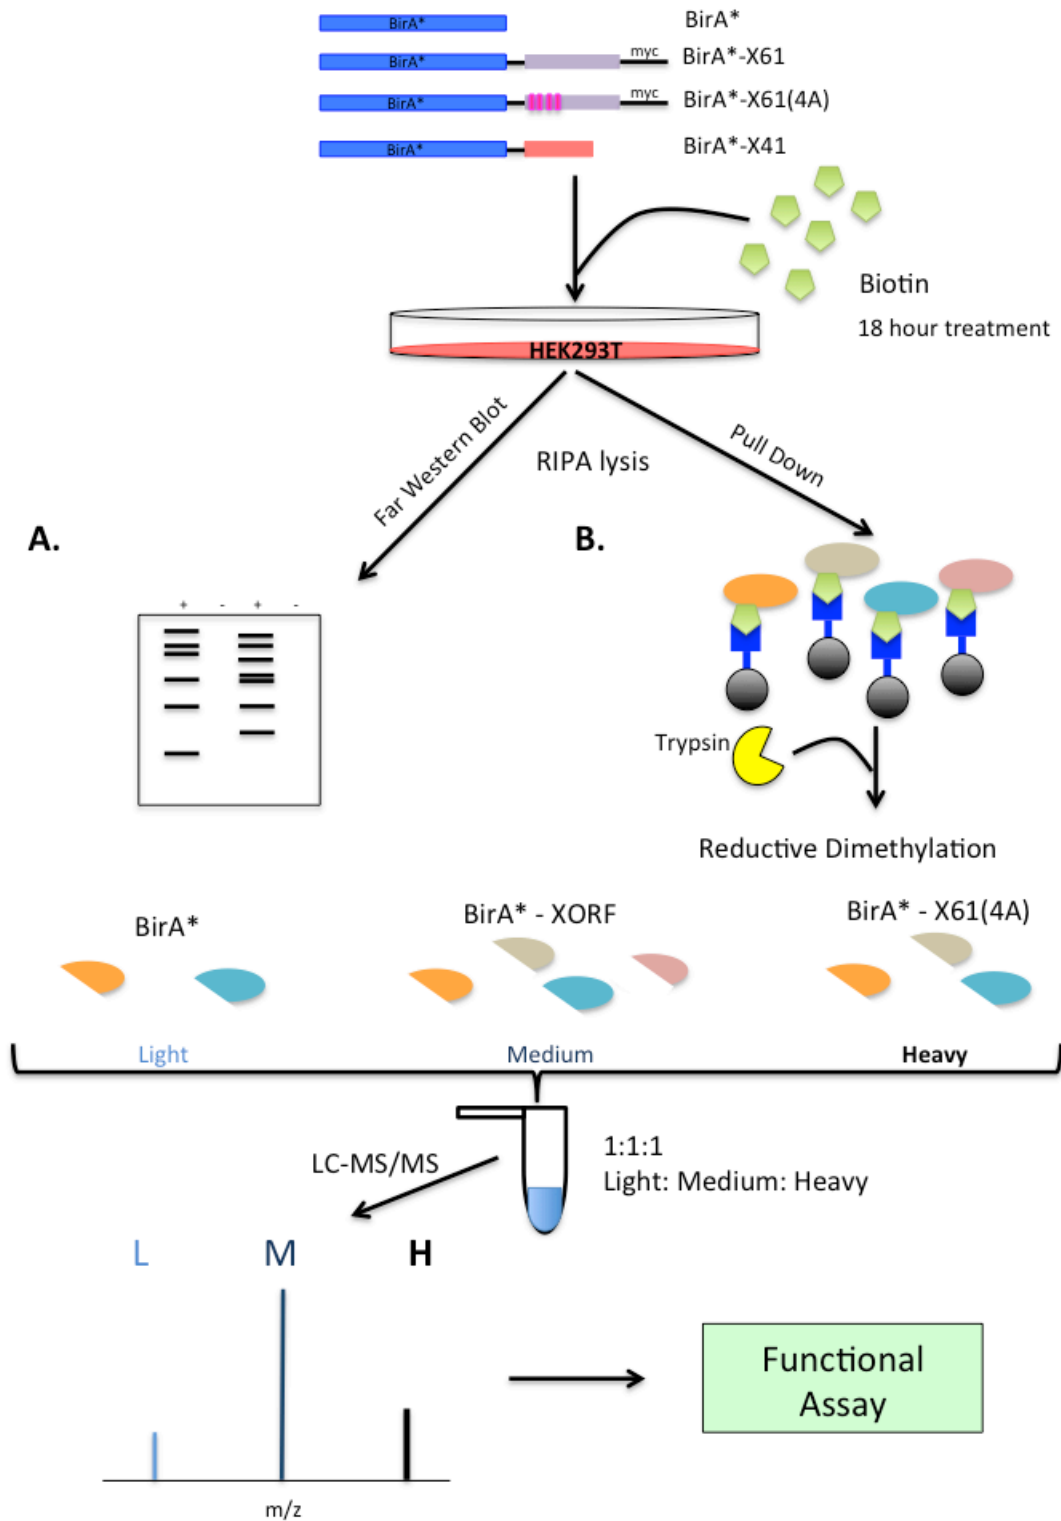 BirA* BirA*
BirA* myc BirA*-X61
BirA* myc BirA*-X61(4A)
BirA* BirA*-X41
Biotin
18 hour treatment
HEK293T
Far Western Blot
RIPA lysis
Pull Down
A.
B.
+ - + -
Trypsin
Reductive Dimethylation
BirA*
BirA* - XORF
BirA* - X61(4A)
Light
Medium
Heavy
1:1:1
Light: Medium: Heavy
LC-MS/MS
L M H
m/z
Functional
Assay